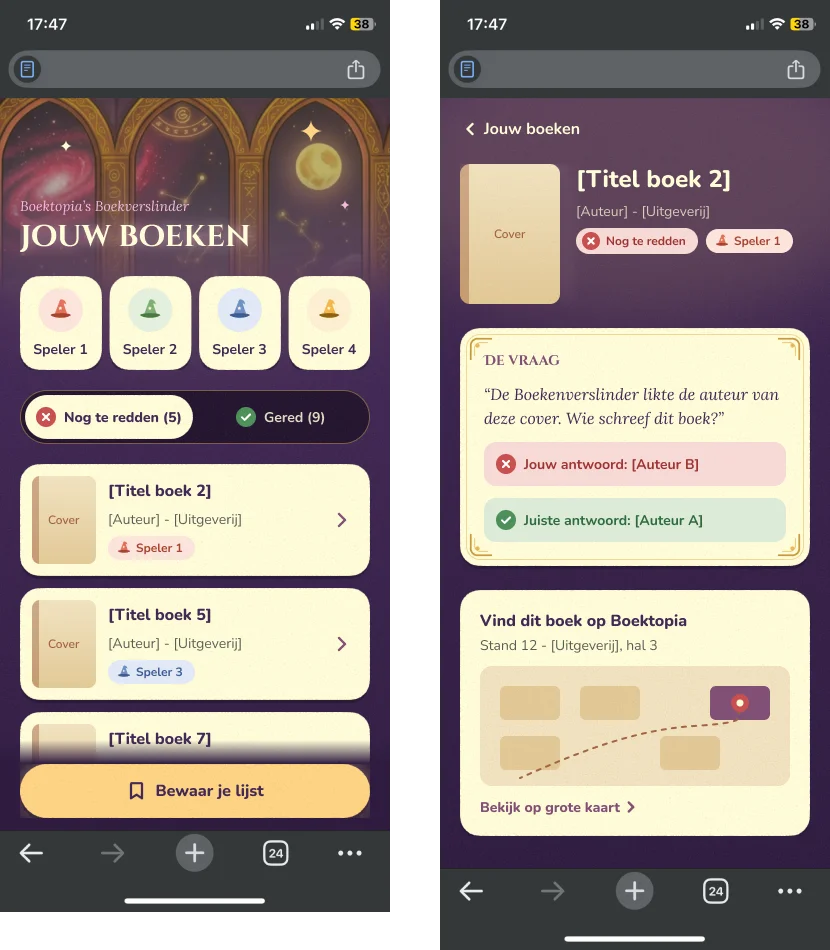 17:47
38
Boektopia's Boekverslinder
JOUW BOEKEN
Speler 1
Speler 2
Speler 3
Speler 4
Nog te redden (5)
Gered (9)
Cover
[Titel boek 2]
[Auteur] - [Uitgeverij]
Speler 1
Cover
[Titel boek 5]
[Auteur] - [Uitgeverij]
Speler 3
[Titel boek 7]
Bewaar je lijst
24
17:47
38
Jouw boeken
Cover
[Titel boek 2]
[Auteur] - [Uitgeverij]
Nog te redden
Speler 1
DE VRAAG
“De Boekenverslinder likte de auteur van
deze cover. Wie schreef dit boek?”
Jouw antwoord: [Auteur B]
Juiste antwoord: [Auteur A]
Vind dit boek op Boektopia
Stand 12 - [Uitgeverij], hal 3
Bekijk op grote kaart
24